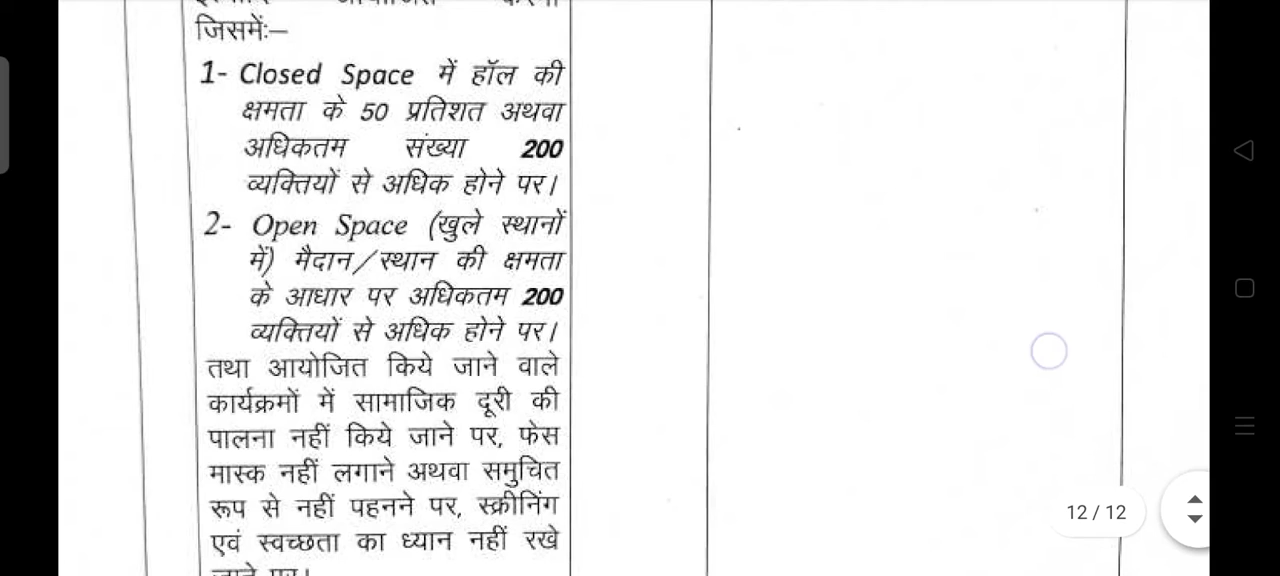 जिसमें:–
1- Closed Space में हॉल की
क्षमता के 50 प्रतिशत अथवा
अधिकतम संख्या 200
व्यक्तियों से अधिक होने पर।
2- Open Space (खुले स्थानों
में) मैदान/स्थान की क्षमता
के आधार पर अधिकतम 200
व्यक्तियों से अधिक होने पर।
तथा आयोजित किये जाने वाले
कार्यक्रमों में सामाजिक दूरी की
पालना नहीं किये जाने पर, फेस
मास्क नहीं लगाने अथवा समुचित
रूप से नहीं पहनने पर, स्क्रीनिंग
एवं स्वच्छता का ध्यान नहीं रखे
जाने पर।
12 / 12